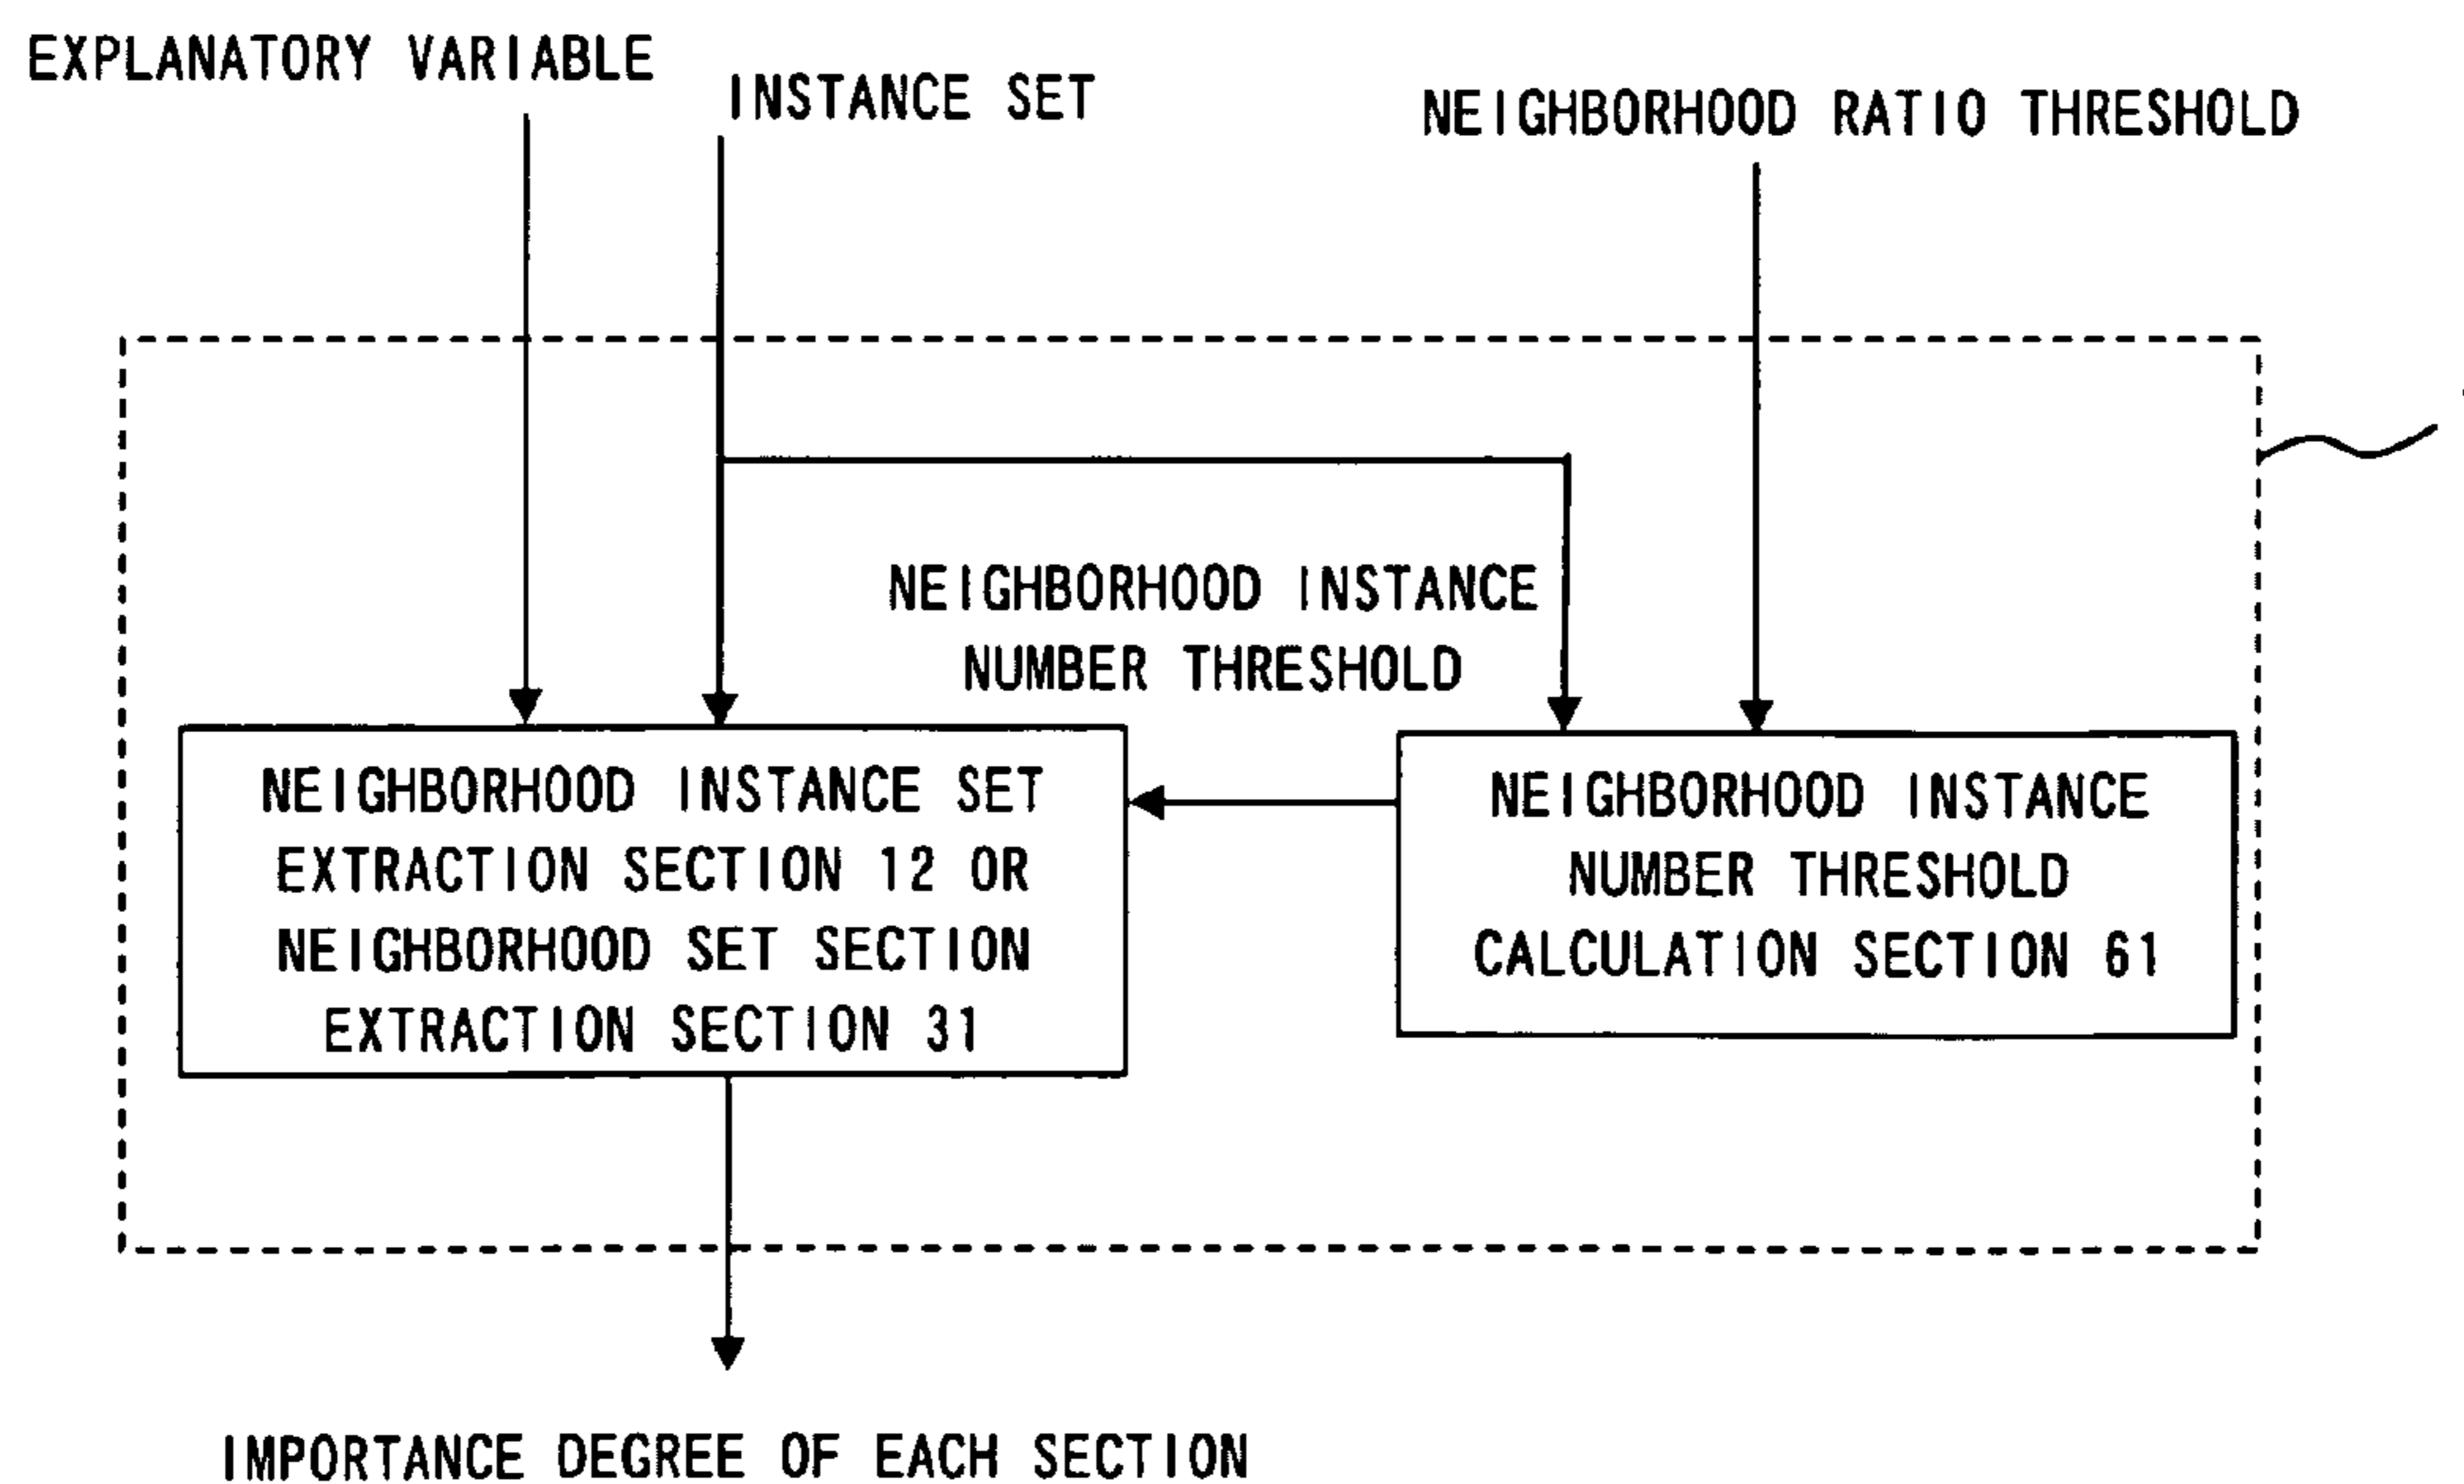 EXPLANATORY VARIABLE
INSTANCE SET
NEIGHBORHOOD RATIO THRESHOLD
NEIGHBORHOOD INSTANCE
NUMBER THRESHOLD
NEIGHBORHOOD INSTANCE SET
EXTRACTION SECTION 12 OR
NEIGHBORHOOD SET SECTION
EXTRACTION SECTION 31
NEIGHBORHOOD INSTANCE
NUMBER THRESHOLD
CALCULATION SECTION 61
IMPORTANCE DEGREE OF EACH SECTION